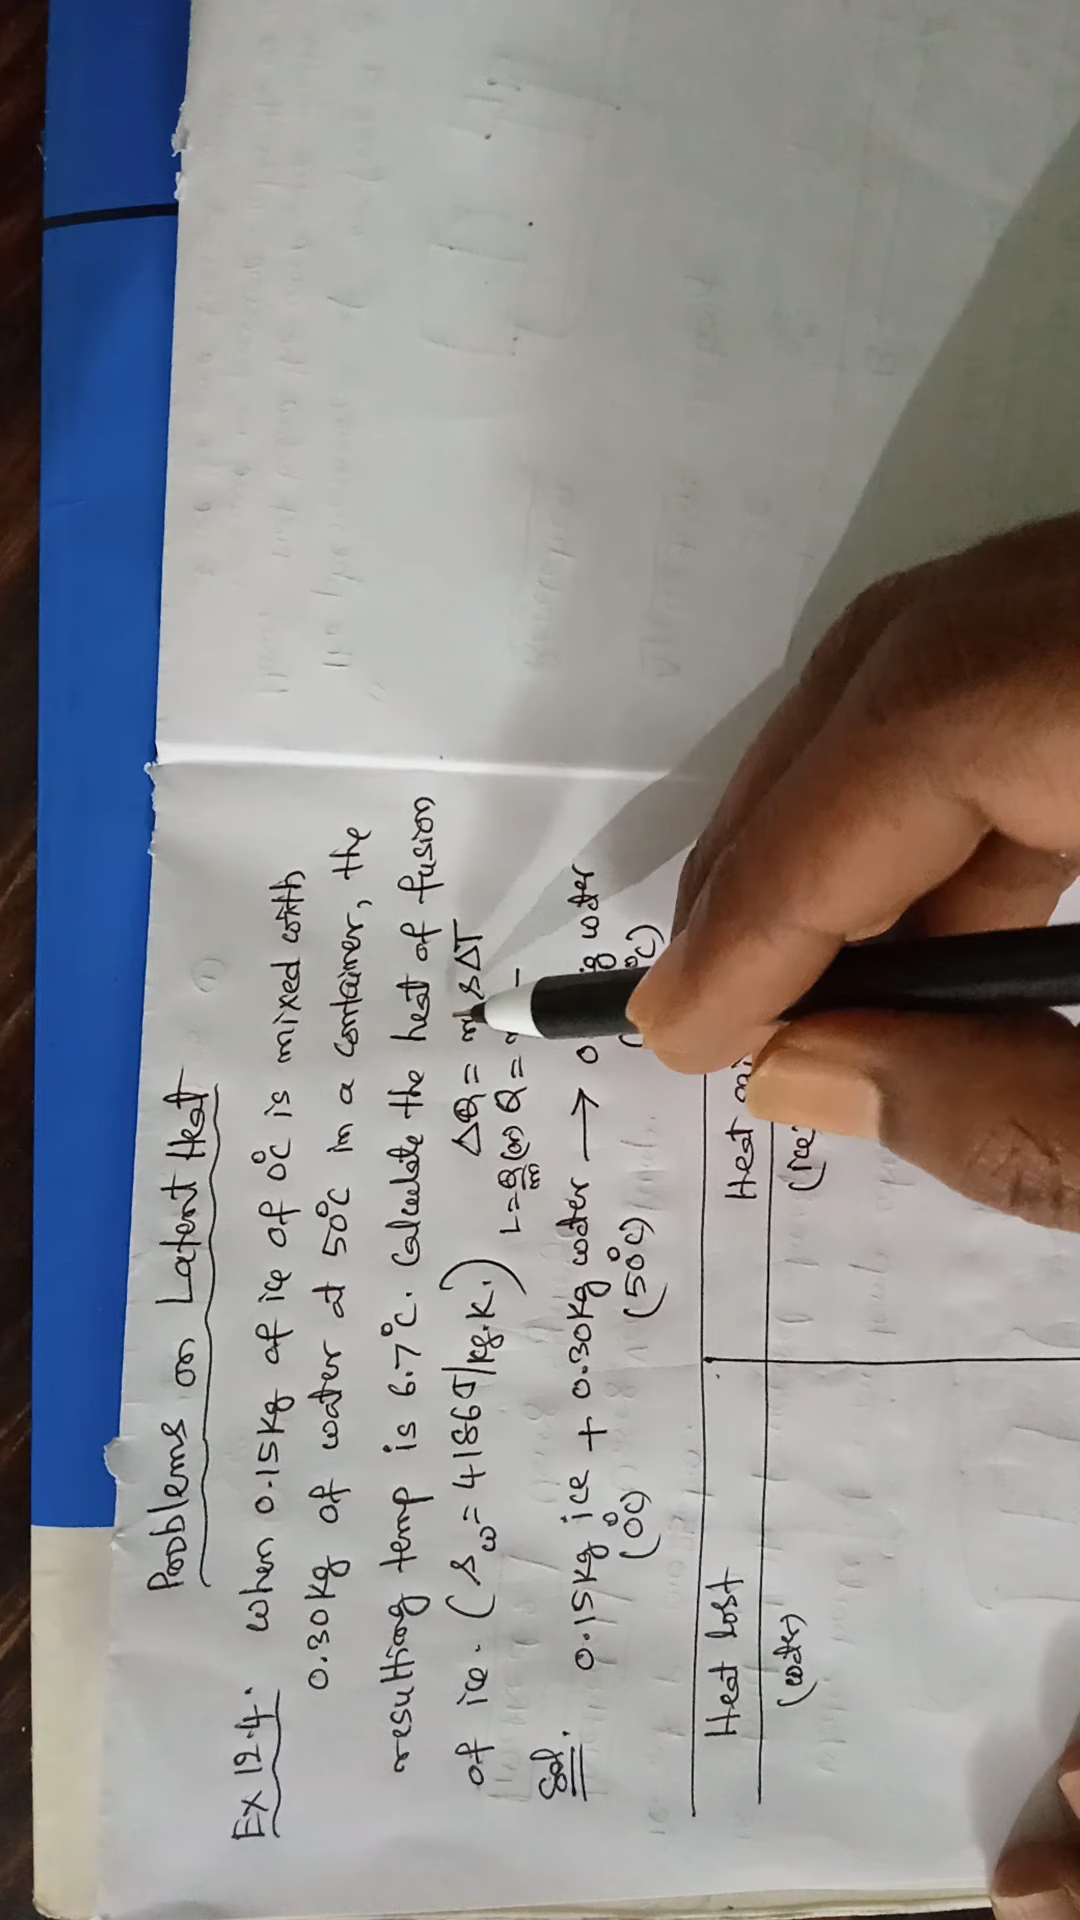 Problems on Latent Heat
Ex 12.4. When 0.15Kg of ice of 0°C is mixed with
0.30Kg of water at 50°C in a container, the
resulting temp is 6.7°C. Calculate the heat of fusion
of ice. (s_w = 4186J/kg.K.) ΔQ = m s ΔT
L = Q/m (or) Q =
Sol. 0.15Kg ice + 0.30Kg water → water
(0°C) (50°C)
Heat lost Heat
(water) (ice